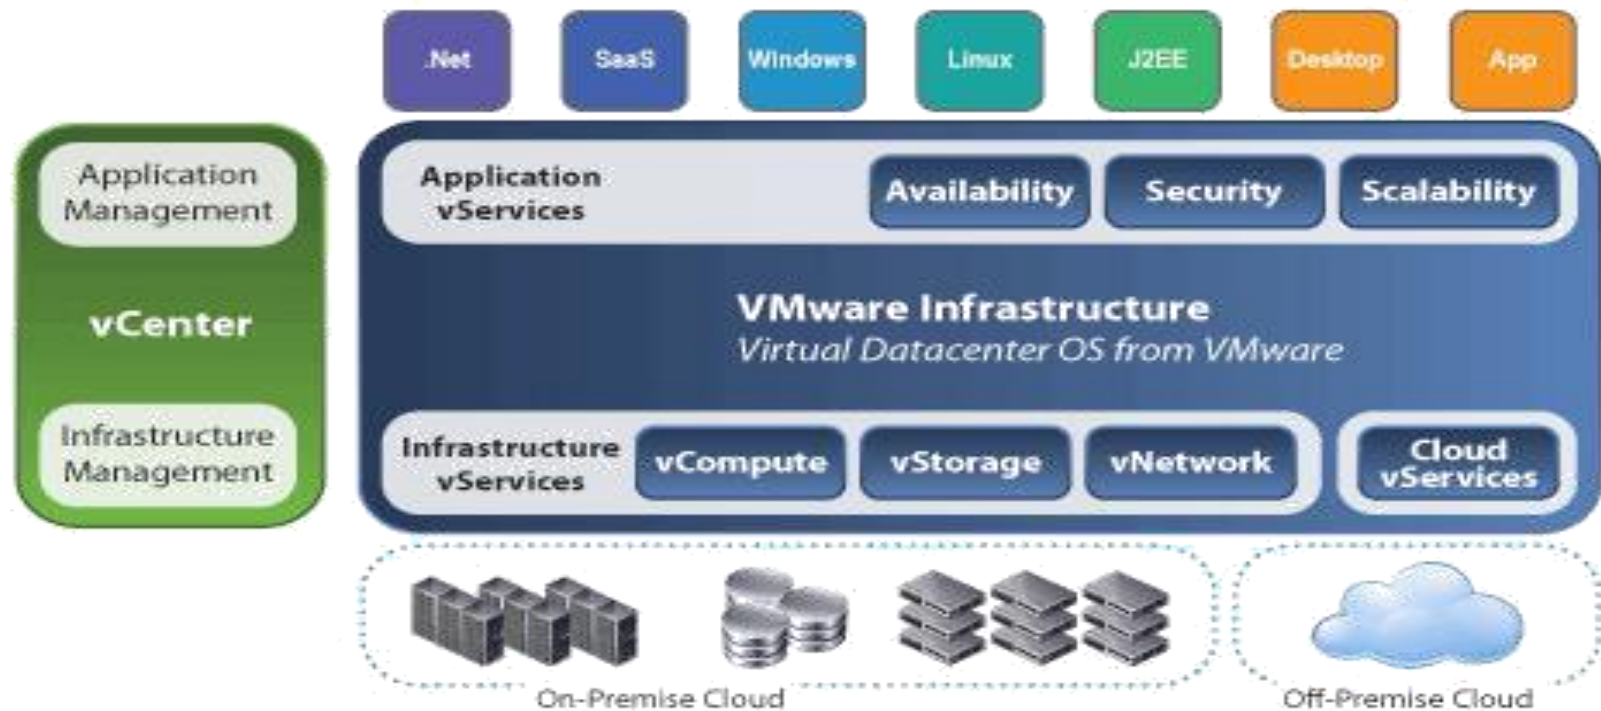 .Net
SaaS
Windows
Linux
J2EE
Desktop
App
Application
Management
vCenter
Infrastructure
Management
Application
vServices
Availability
Security
Scalability
VMware Infrastructure
Virtual Datacenter OS from VMware
Infrastructure
vServices
vCompute
vStorage
vNetwork
Cloud
vServices
On-Premise Cloud
Off-Premise Cloud